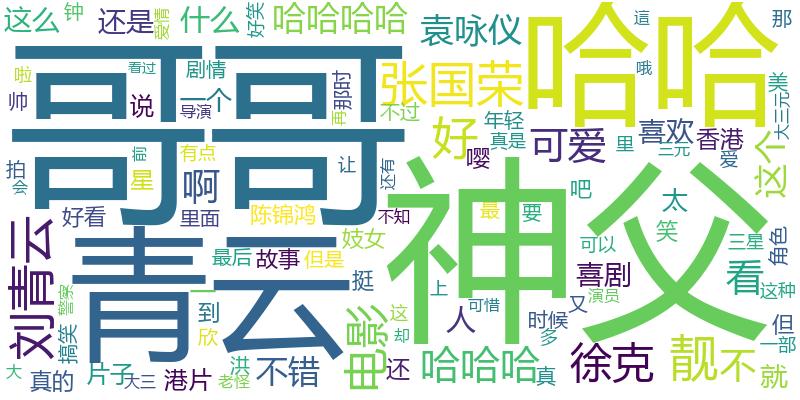 这么
钟
还是
爱情
什么
好笑
哈哈哈哈
袁咏仪
哈哈
這
那
啦
看过
剧情
哥哥
张国荣
哦
美
大三元
帅
说
导演
一个
再
那时
不过
好
年轻
真是
可爱
里
喜欢
三元
香港
爱
这个
拍
会
星
前
有点
啊
让
还有
嘤
吧
太
神父
好看
里面
陈锦鸿
不知
最
要
笑
三星
角色
刘青云
青云
妓女
可以
最后
故事
但是
挺
喜剧
看
这种
警察
一
到
上
可惜
又
演员
搞笑
欣
电影
这
却
人
时候
多
但
一部
大
真的
片子
大三
港片
洪
老怪
不错
还
哈哈哈
真
徐克
靓
不
就